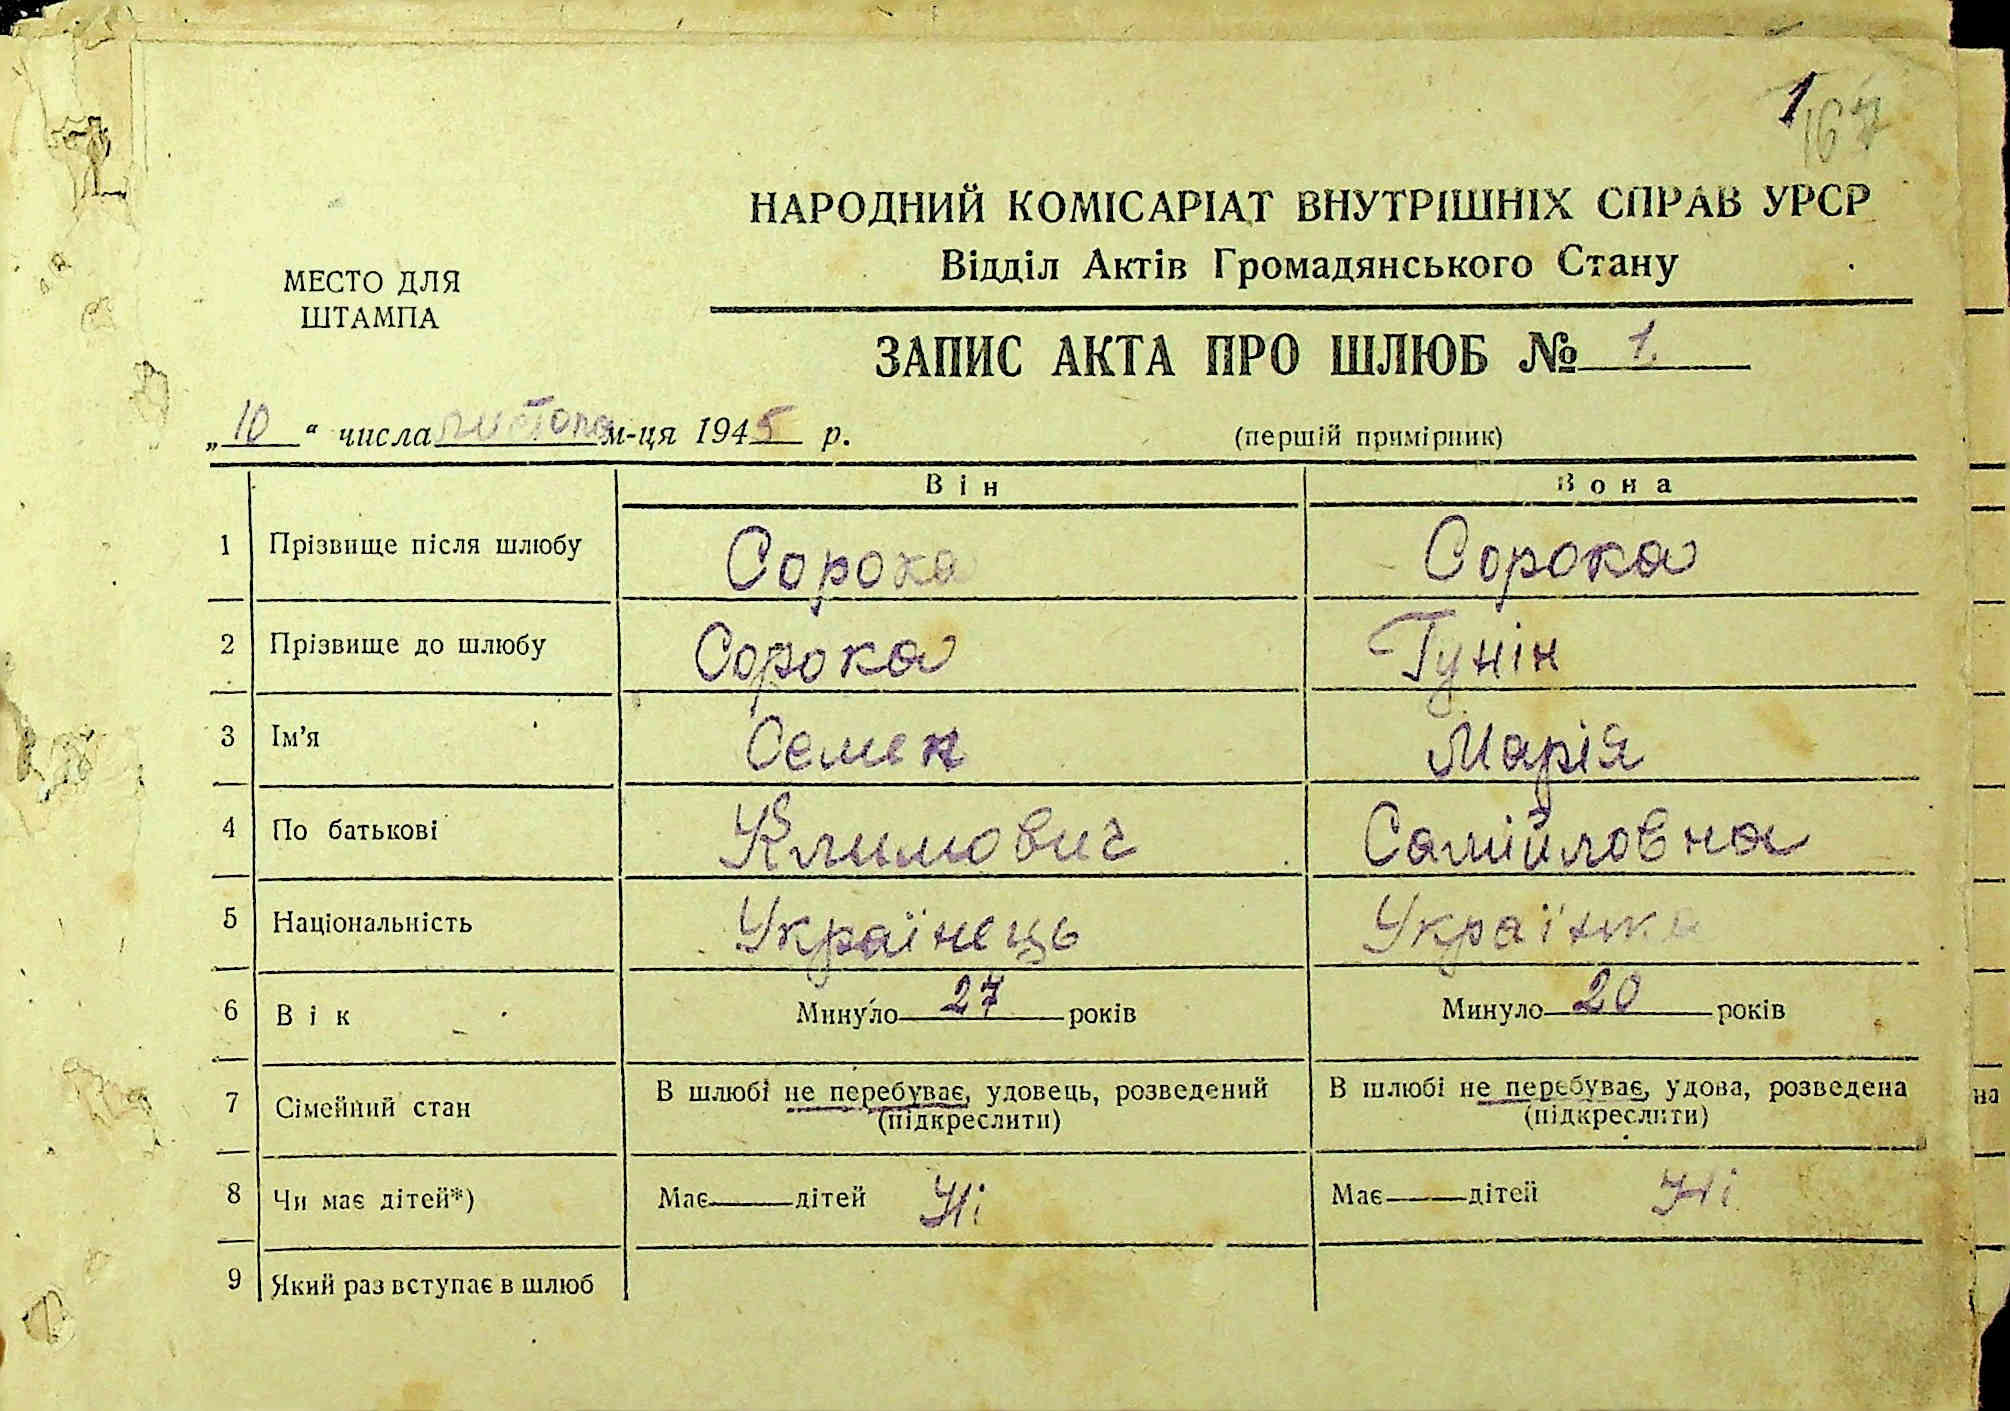 1
167
НАРОДНИЙ КОМІСАРІАТ ВНУТРІШНІХ СПРАВ УРСР
Відділ Актів Громадянського Стану
МЕСТО ДЛЯ
ШТАМПА
ЗАПИС АКТА ПРО ШЛЮБ № 1.
„10“ числа листопа м-ця 1945 р.
(першій примірник)
Він Вона
1 Прізвище після шлюбу Сорока Сорока
2 Прізвище до шлюбу Сорока Гунін
3 Ім'я Семен Марія
4 По батькові Климович Самійловна
5 Національність Українець Українка
6 Вік Минуло 27 років Минуло 20 років
7 Сімейний стан В шлюбі не перебуває, удовець, розведений (підкреслити) В шлюбі не перебуває, удова, розведена (підкреслити)
8 Чи має дітей*) Має дітей Ні Має дітей Ні
9 Який раз вступає в шлюб
на